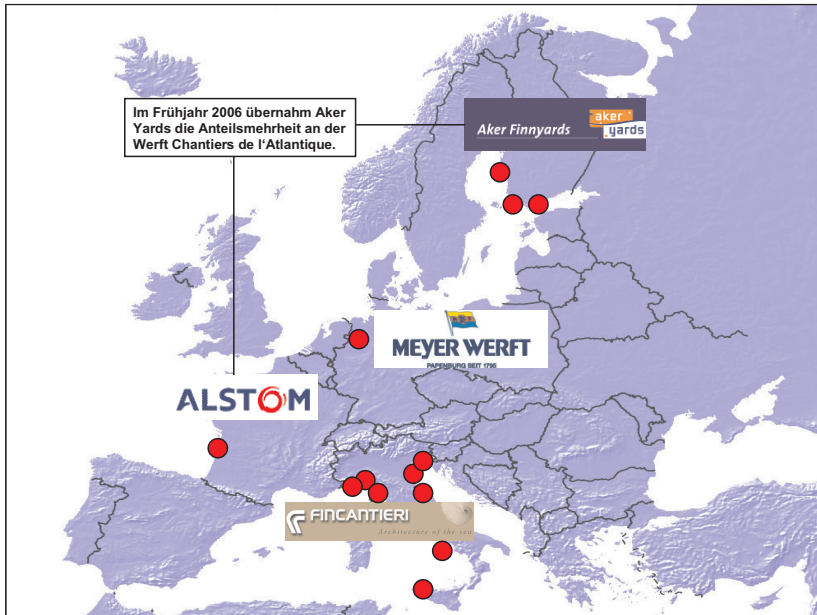 Im Frühjahr 2006 übernahm Aker
Yards die Anteilsmehrheit an der
Werft Chantiers de l'Atlantique.
Aker Finnyards
aker
yards
MEYER WERFT
PAPENBURG SEIT 1795
ALSTOM
FINCANTIERI
Architecture of the sea